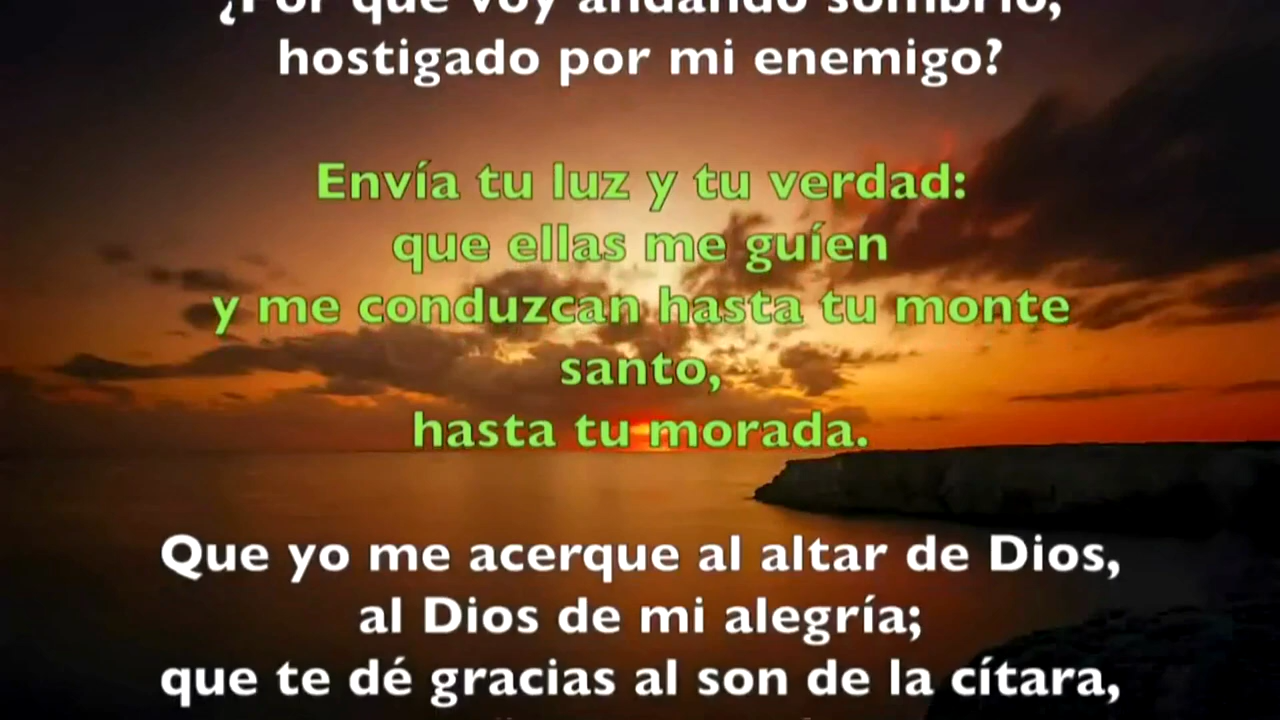 ¿Por qué voy andando sombrío,
hostigado por mi enemigo?
Envía tu luz y tu verdad:
que ellas me guíen
y me conduzcan hasta tu monte
santo,
hasta tu morada.
Que yo me acerque al altar de Dios,
al Dios de mi alegría;
que te dé gracias al son de la cítara,